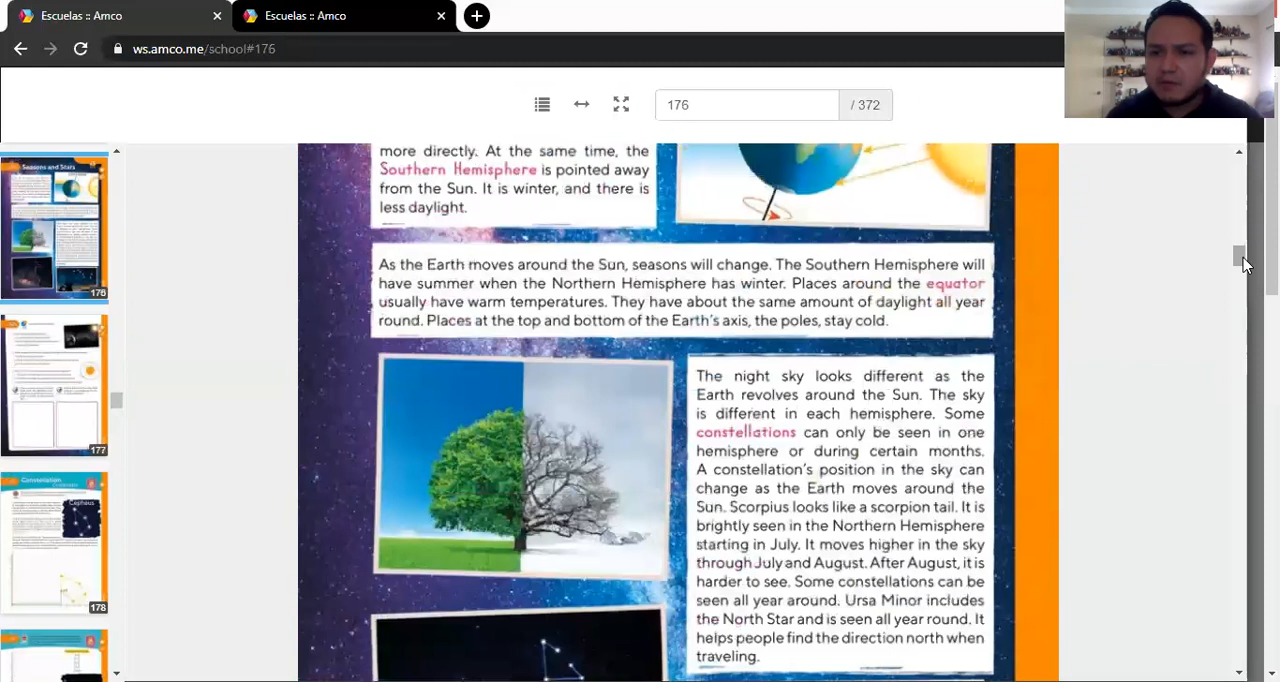 Escuelas :: Amco
Escuelas :: Amco
ws.amco.me/school#176
176 / 372
Seasons and Stars
176
177
Constellation
Cepheus
178
more directly. At the same time, the
Southern Hemisphere is pointed away
from the Sun. It is winter, and there is
less daylight.
As the Earth moves around the Sun, seasons will change. The Southern Hemisphere will
have summer when the Northern Hemisphere has winter. Places around the equator
usually have warm temperatures. They have about the same amount of daylight all year
round. Places at the top and bottom of the Earth's axis, the poles, stay cold.
The night sky looks different as the
Earth revolves around the Sun. The sky
is different in each hemisphere. Some
constellations can only be seen in one
hemisphere or during certain months.
A constellation's position in the sky can
change as the Earth moves around the
Sun. Scorpius looks like a scorpion tail. It is
brightly seen in the Northern Hemisphere
starting in July. It moves higher in the sky
through July and August. After August, it is
harder to see. Some constellations can be
seen all year around. Ursa Minor includes
the North Star and is seen all year round. It
helps people find the direction north when
traveling.